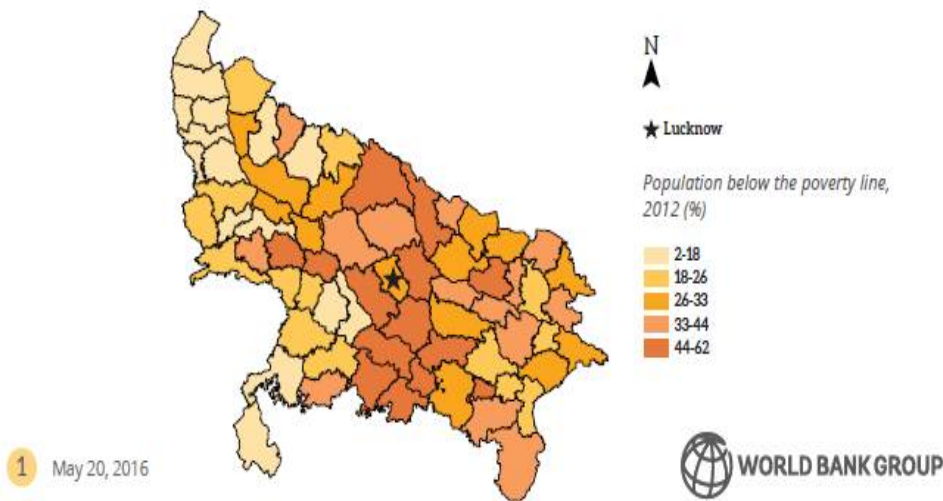 N
Lucknow
Population below the poverty line,
2012 (%)
2-18
18-26
26-33
33-44
44-62
1 May 20, 2016
WORLD BANK GROUP